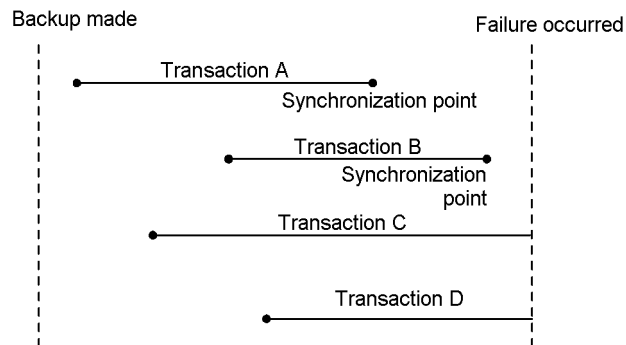 Backup made
Failure occurred
Transaction A
Synchronization point
Transaction B
Synchronization
point
Transaction C
Transaction D